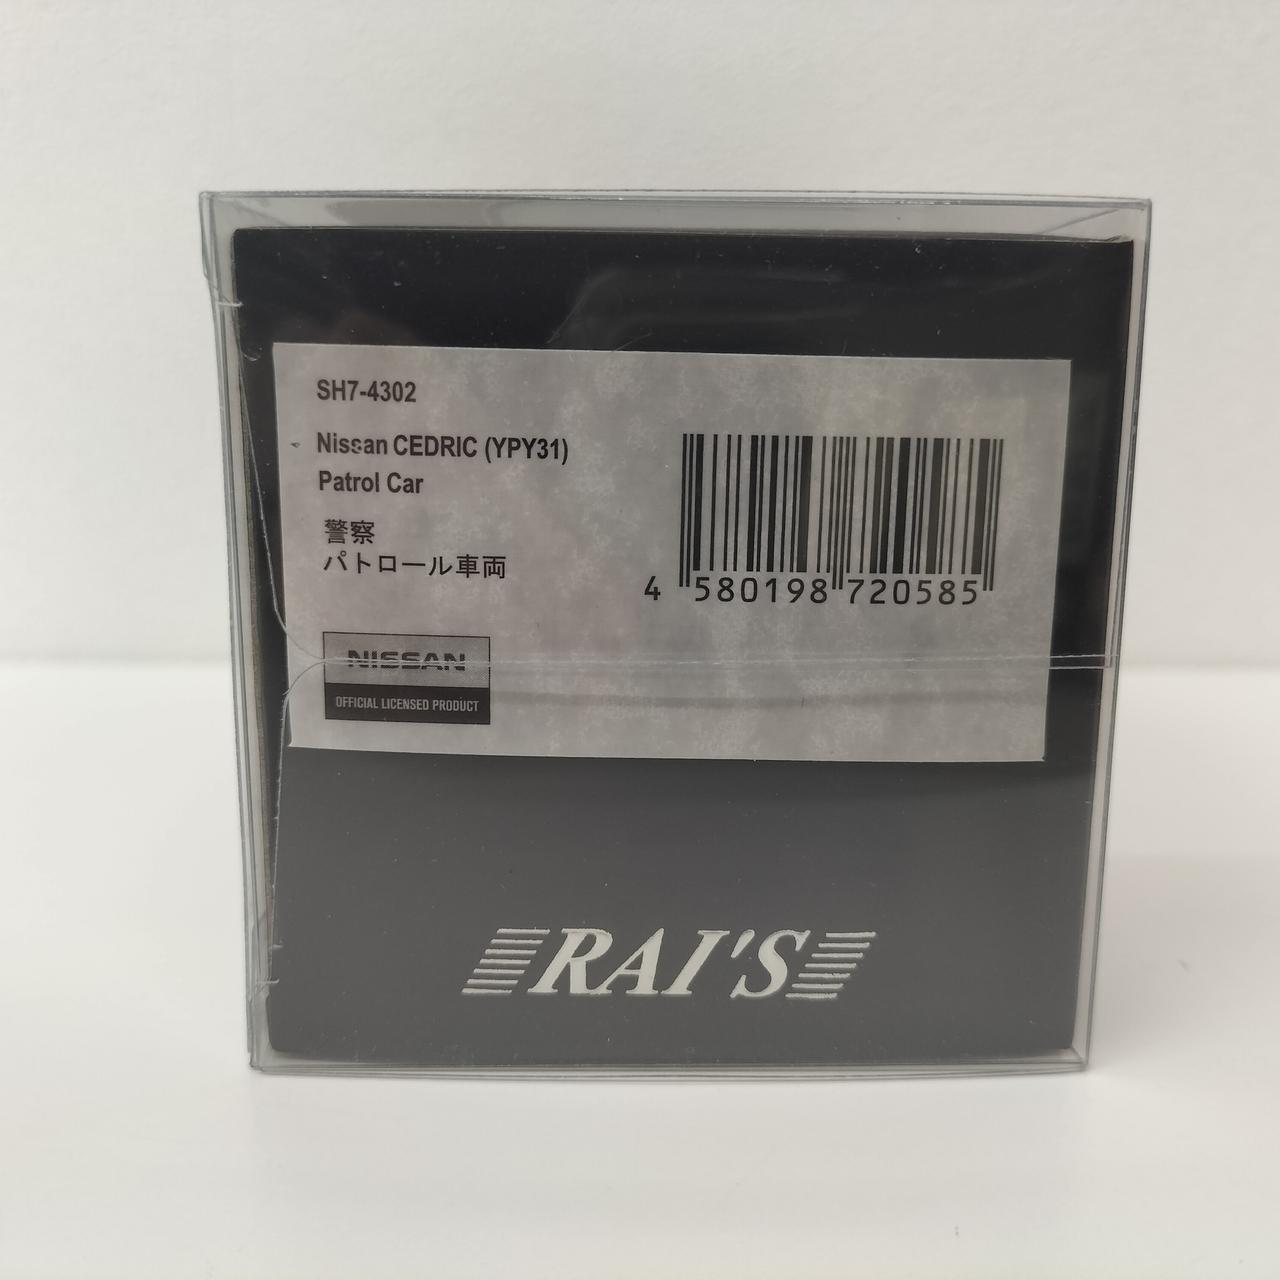 SH7-4302
Nissan CEDRIC (YPY31)
Patrol Car
警察
パトロール車両
4 580198 720585
NISSAN
OFFICIAL LICENSED PRODUCT
RAI'S